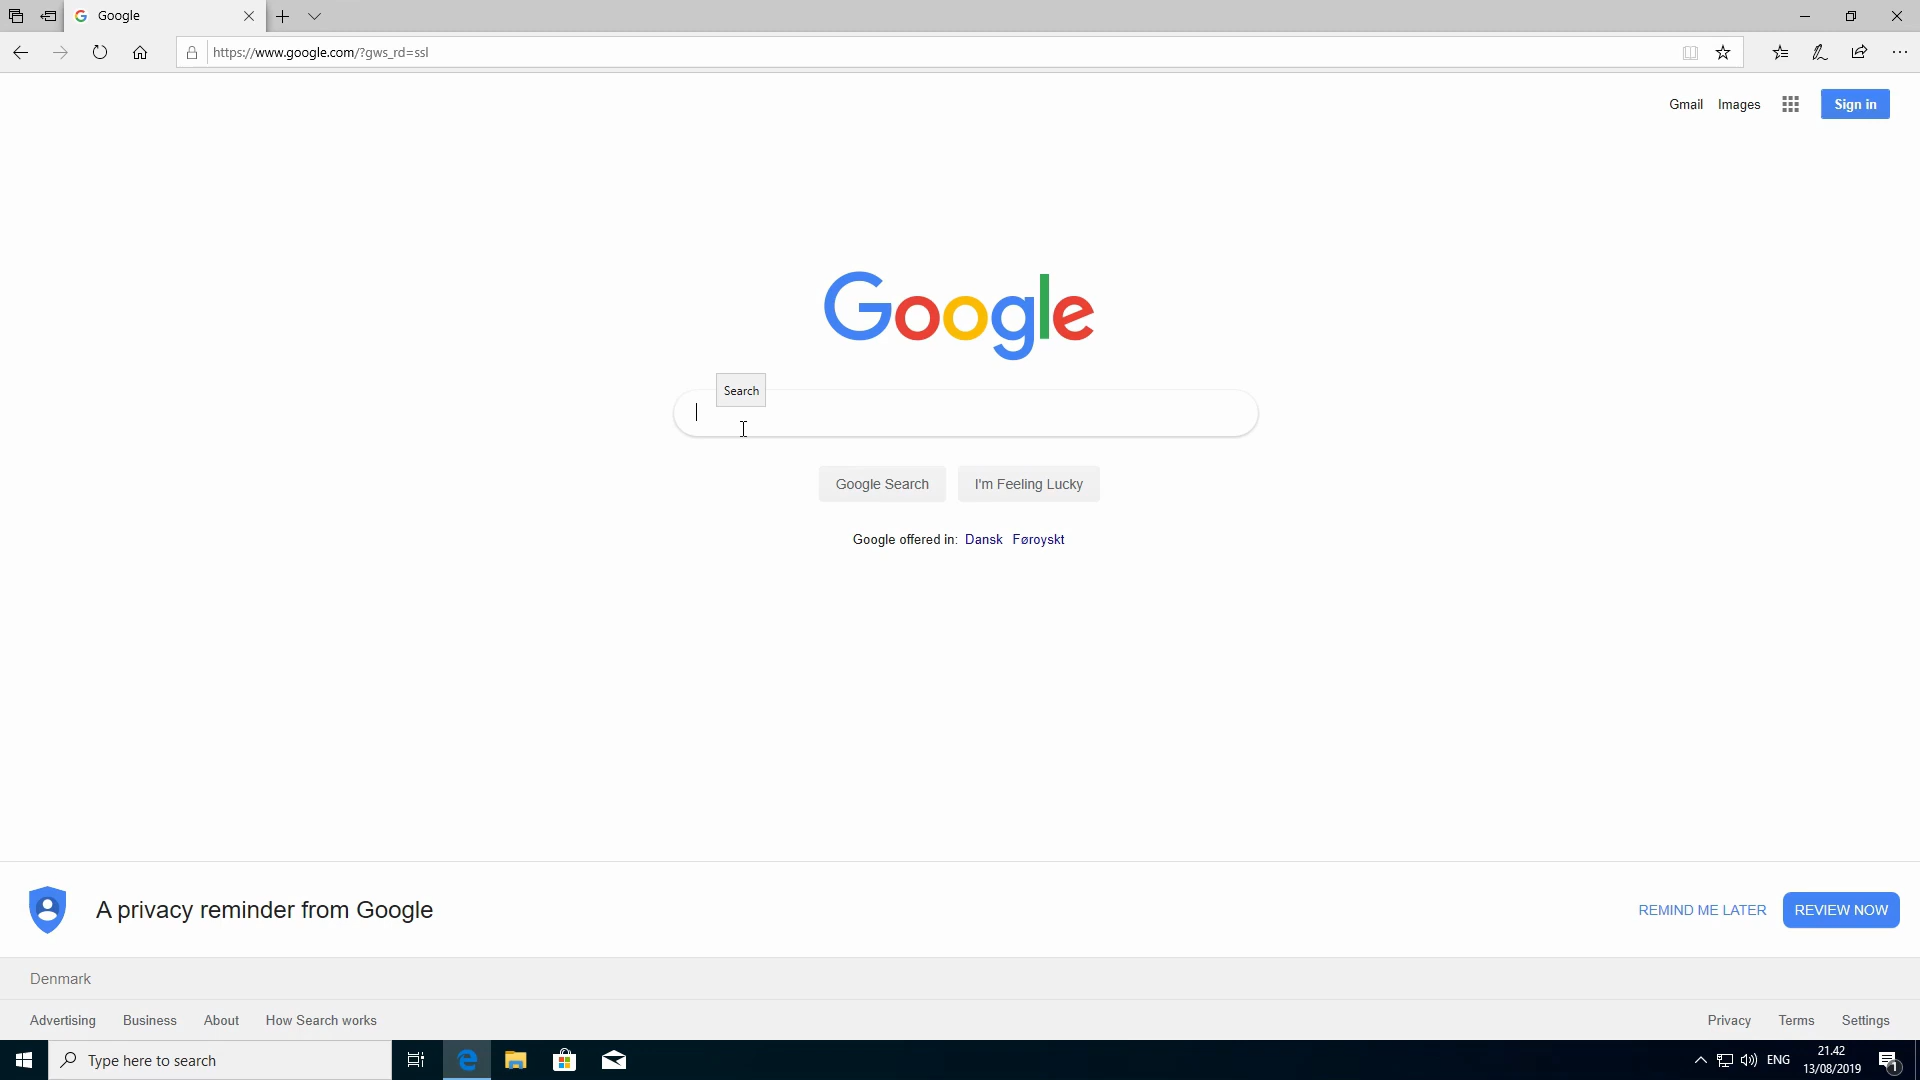 Google
https://www.google.com/?gws_rd=ssl
Gmail Images Sign in
Google
Search
Google Search I'm Feeling Lucky
Google offered in: Dansk Føroyskt
A privacy reminder from Google
REMIND ME LATER REVIEW NOW
Denmark
Advertising Business About How Search works Privacy Terms Settings
Type here to search
ENG
21.42
13/08/2019
1